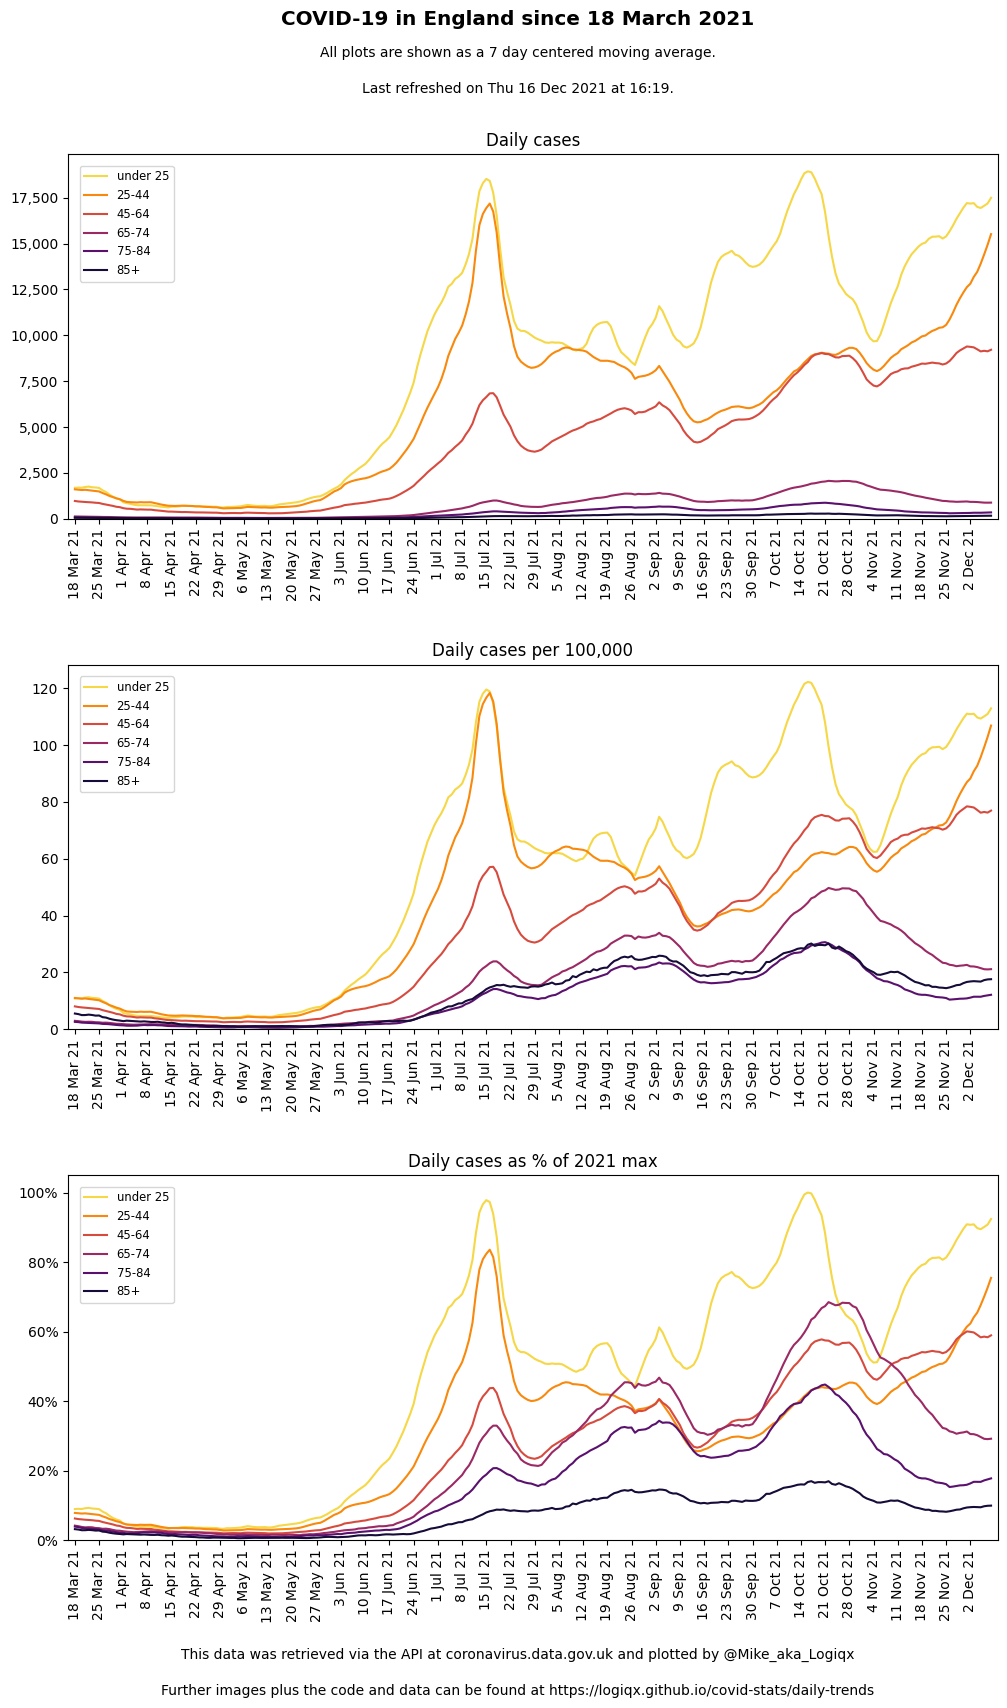 COVID-19 in England since 18 March 2021
All plots are shown as a 7 day centered moving average.
Last refreshed on Thu 16 Dec 2021 at 16:19.
Daily cases
under 25
25-44
45-64
65-74
75-84
85+
17,500
15,000
12,500
10,000
7,500
5,000
2,500
0
18 Mar 21
25 Mar 21
1 Apr 21
8 Apr 21
15 Apr 21
22 Apr 21
29 Apr 21
6 May 21
13 May 21
20 May 21
27 May 21
3 Jun 21
10 Jun 21
17 Jun 21
24 Jun 21
1 Jul 21
8 Jul 21
15 Jul 21
22 Jul 21
29 Jul 21
5 Aug 21
12 Aug 21
19 Aug 21
26 Aug 21
2 Sep 21
9 Sep 21
16 Sep 21
23 Sep 21
30 Sep 21
7 Oct 21
14 Oct 21
21 Oct 21
28 Oct 21
4 Nov 21
11 Nov 21
18 Nov 21
25 Nov 21
2 Dec 21
Daily cases per 100,000
under 25
25-44
45-64
65-74
75-84
85+
120
100
80
60
40
20
0
18 Mar 21
25 Mar 21
1 Apr 21
8 Apr 21
15 Apr 21
22 Apr 21
29 Apr 21
6 May 21
13 May 21
20 May 21
27 May 21
3 Jun 21
10 Jun 21
17 Jun 21
24 Jun 21
1 Jul 21
8 Jul 21
15 Jul 21
22 Jul 21
29 Jul 21
5 Aug 21
12 Aug 21
19 Aug 21
26 Aug 21
2 Sep 21
9 Sep 21
16 Sep 21
23 Sep 21
30 Sep 21
7 Oct 21
14 Oct 21
21 Oct 21
28 Oct 21
4 Nov 21
11 Nov 21
18 Nov 21
25 Nov 21
2 Dec 21
Daily cases as % of 2021 max
under 25
25-44
45-64
65-74
75-84
85+
100%
80%
60%
40%
20%
0%
18 Mar 21
25 Mar 21
1 Apr 21
8 Apr 21
15 Apr 21
22 Apr 21
29 Apr 21
6 May 21
13 May 21
20 May 21
27 May 21
3 Jun 21
10 Jun 21
17 Jun 21
24 Jun 21
1 Jul 21
8 Jul 21
15 Jul 21
22 Jul 21
29 Jul 21
5 Aug 21
12 Aug 21
19 Aug 21
26 Aug 21
2 Sep 21
9 Sep 21
16 Sep 21
23 Sep 21
30 Sep 21
7 Oct 21
14 Oct 21
21 Oct 21
28 Oct 21
4 Nov 21
11 Nov 21
18 Nov 21
25 Nov 21
2 Dec 21
This data was retrieved via the API at coronavirus.data.gov.uk and plotted by @Mike_aka_Logiqx
Further images plus the code and data can be found at https://logiqx.github.io/covid-stats/daily-trends